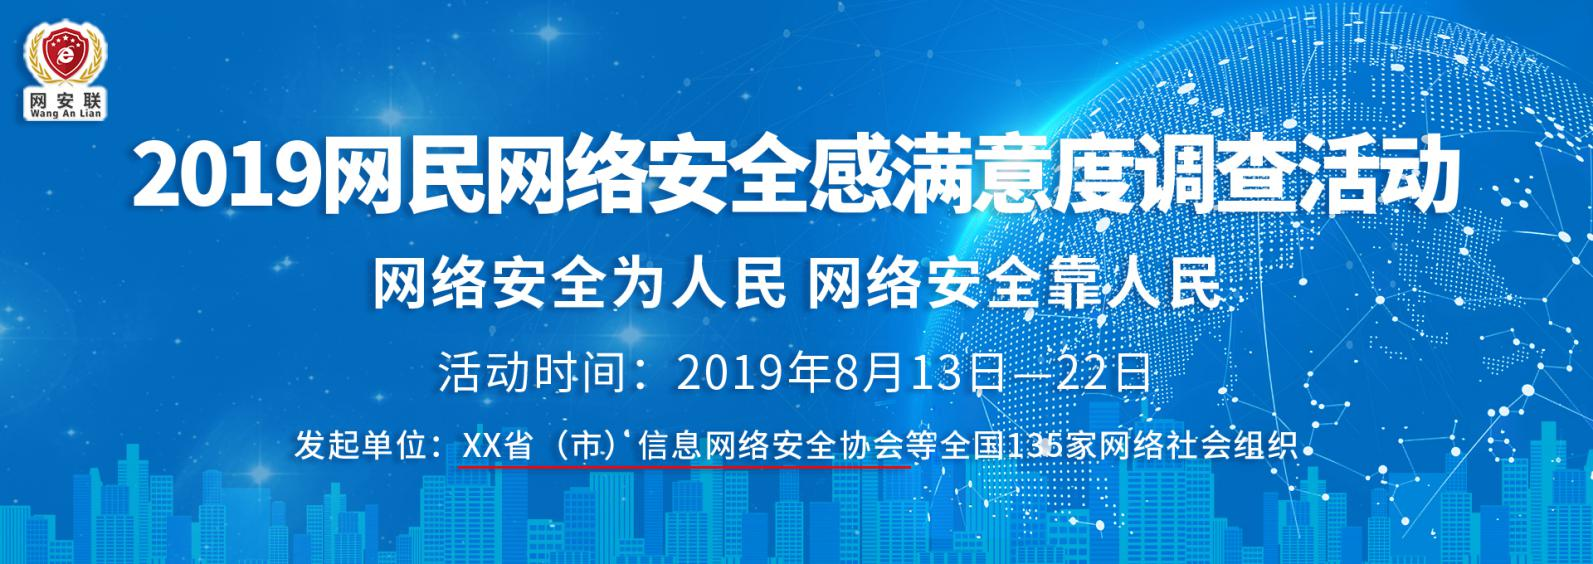 网安联
Wang An Lian
2019网民网络安全感满意度调查活动
网络安全为人民 网络安全靠人民
活动时间：2019年8月13日—22日
发起单位：XX省（市）信息网络安全协会等全国135家网络社会组织